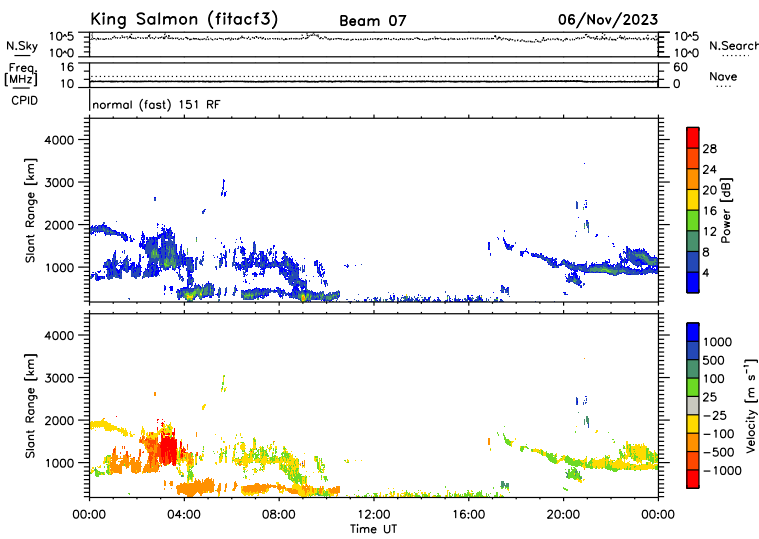 King Salmon (fitacf3) Beam 07 06/Nov/2023
10^5 10^5
N.Sky N.Search
10^0 10^0
Freq 16 60
[MHz] Nave
10 0
CPID normal (fast) 151 RF
4000
3000
2000
1000
Slant Range [km]
28
24
20
16
12
8
4
Power [dB]
4000
3000
2000
1000
Slant Range [km]
1000
500
100
25
-25
-100
-500
-1000
Velocity [m s⁻¹]
00:00 04:00 08:00 12:00 16:00 20:00 00:00
Time UT